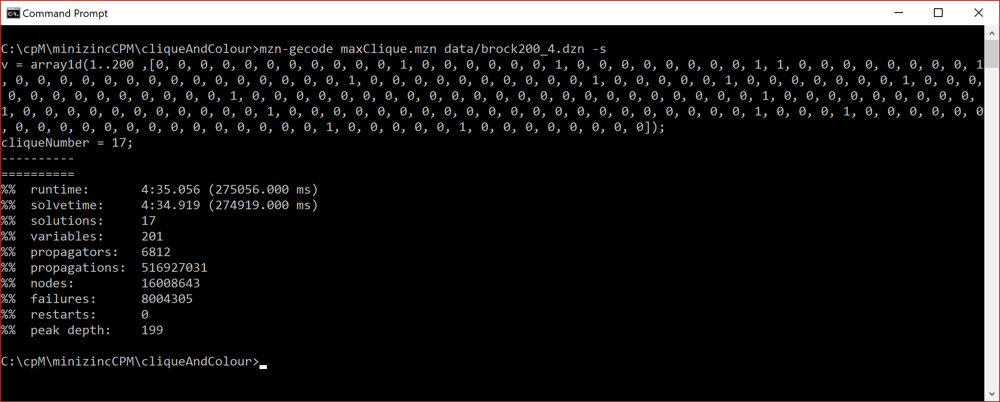 Command Prompt
C:\cpM\minizincCPM\cliqueAndColour>mzn-gecode maxClique.mzn data/brock200_4.dzn -s
v = array1d(1..200 ,[0, 0, 0, 0, 0, 0, 0, 0, 0, 0, 0, 1, 0, 0, 0, 0, 0, 0, 1, 0, 0, 0, 0, 0, 0, 0, 0, 1, 1, 0, 0, 0, 0, 0, 0, 0, 0, 1
, 0, 0, 0, 0, 0, 0, 0, 0, 0, 0, 0, 0, 0, 0, 0, 1, 0, 0, 0, 0, 0, 0, 0, 0, 0, 0, 1, 0, 0, 0, 0, 0, 1, 0, 0, 0, 0, 0, 0, 0, 1, 0, 0, 0,
 0, 0, 0, 0, 0, 0, 0, 0, 0, 0, 1, 0, 0, 0, 0, 0, 0, 0, 0, 0, 0, 0, 0, 0, 0, 0, 0, 0, 0, 0, 0, 0, 0, 0, 1, 0, 0, 0, 0, 0, 0, 0, 0, 0,
1, 0, 0, 0, 0, 0, 0, 0, 0, 0, 0, 0, 1, 0, 0, 0, 0, 0, 0, 0, 0, 0, 0, 0, 0, 0, 0, 0, 0, 0, 0, 0, 0, 0, 1, 0, 0, 0, 1, 0, 0, 0, 0, 0, 0
, 0, 0, 0, 0, 0, 0, 0, 0, 0, 0, 0, 0, 0, 0, 1, 0, 0, 0, 0, 0, 1, 0, 0, 0, 0, 0, 0, 0, 0]);
cliqueNumber = 17;
----------
==========
%%  runtime:       4:35.056 (275056.000 ms)
%%  solvetime:     4:34.919 (274919.000 ms)
%%  solutions:     17
%%  variables:     201
%%  propagators:   6812
%%  propagations:  516927031
%%  nodes:         16008643
%%  failures:      8004305
%%  restarts:      0
%%  peak depth:    199
C:\cpM\minizincCPM\cliqueAndColour>